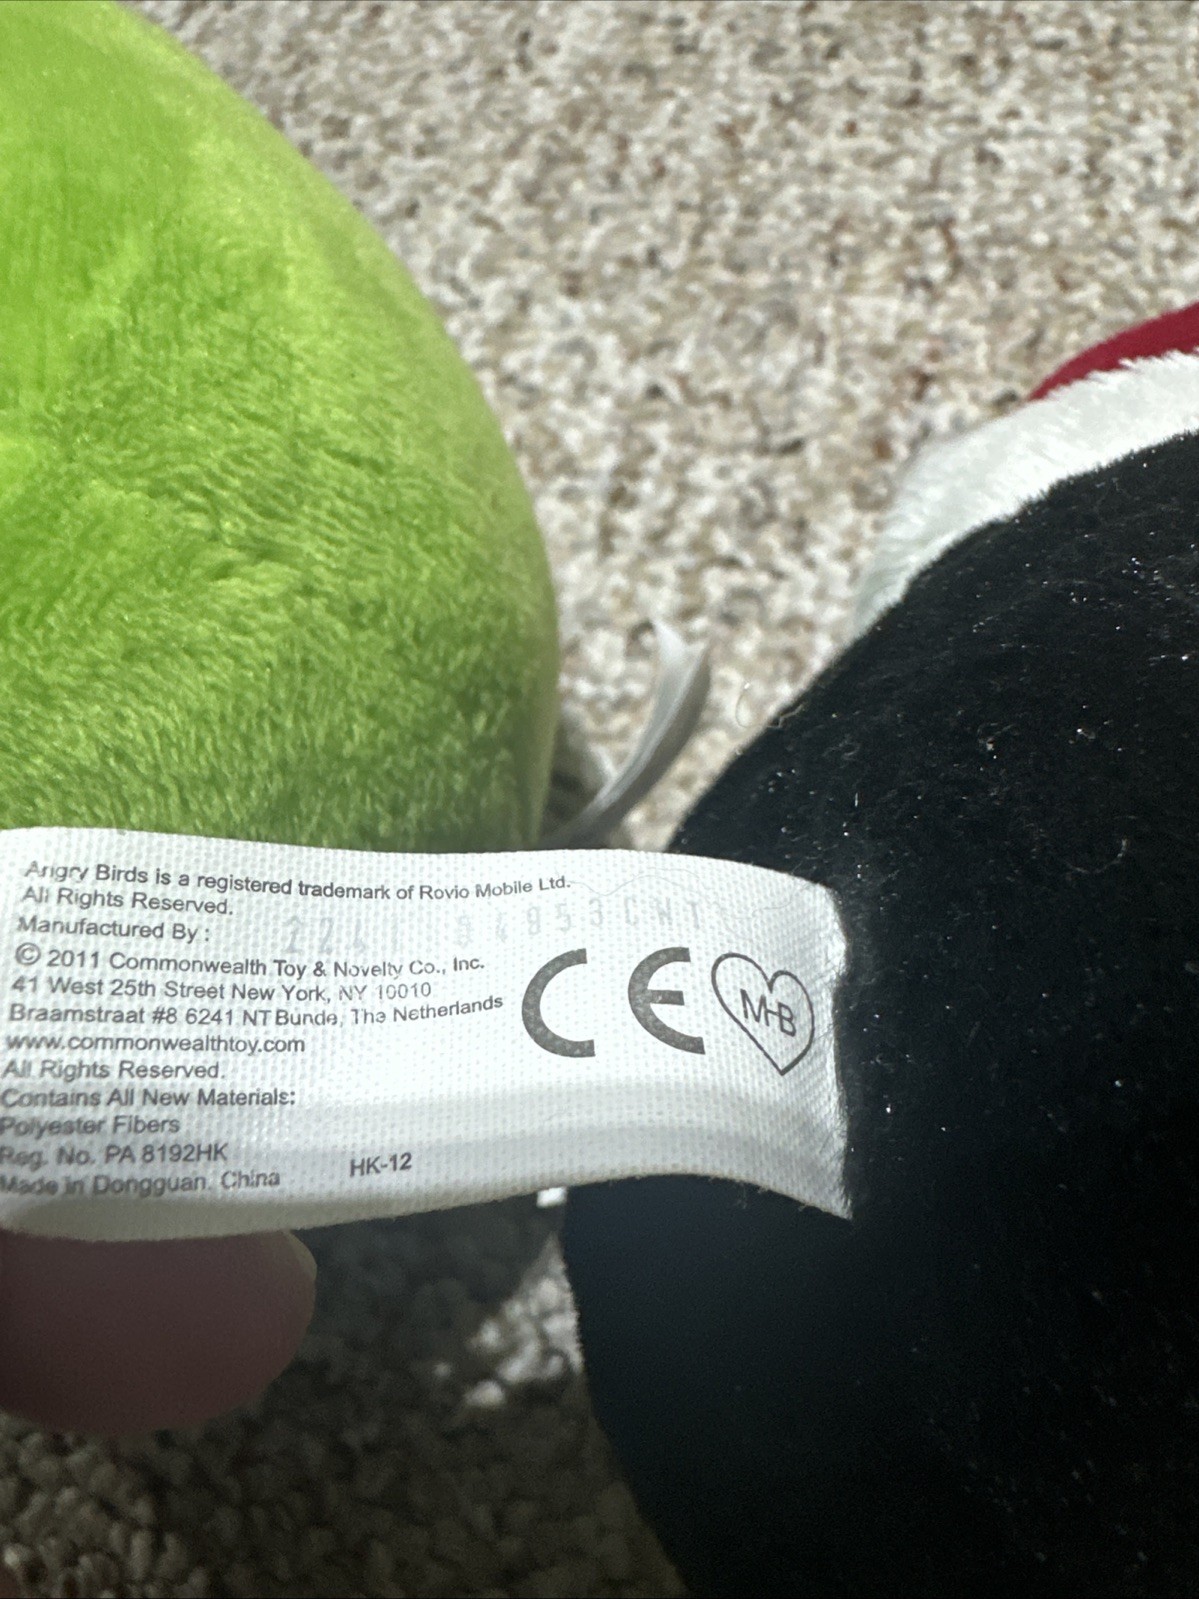 Angry Birds is a registered trademark of Rovio Mobile Ltd.
All Rights Reserved.
Manufactured By :
© 2011 Commonwealth Toy & Novelty Co., Inc.
41 West 25th Street New York, NY 10010
Braamstraat #8 6241 NT Bunde, The Netherlands
www.commonwealthtoy.com
All Rights Reserved.
Contains All New Materials:
Polyester Fibers
Reg. No. PA 8192HK
Made in Dongguan, China
HK-12
CE
M-B